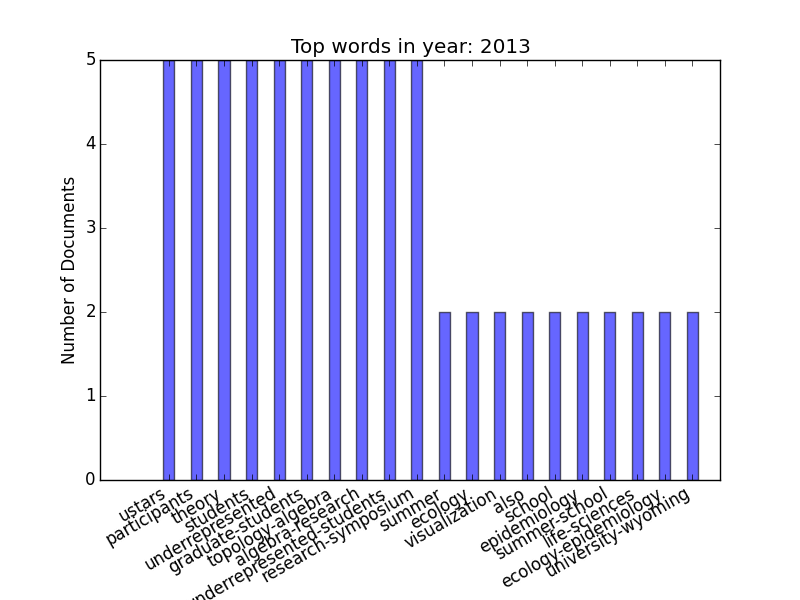 Top words in year: 2013
Number of Documents
5
4
3
2
1
0
ustars
participants
theory
students
underrepresented
graduate-students
topology-algebra
algebra-research
nderrepresented-students
research-symposium
summer
ecology
visualization
also
school
epidemiology
summer-school
life-sciences
ecology-epidemiology
university-wyoming